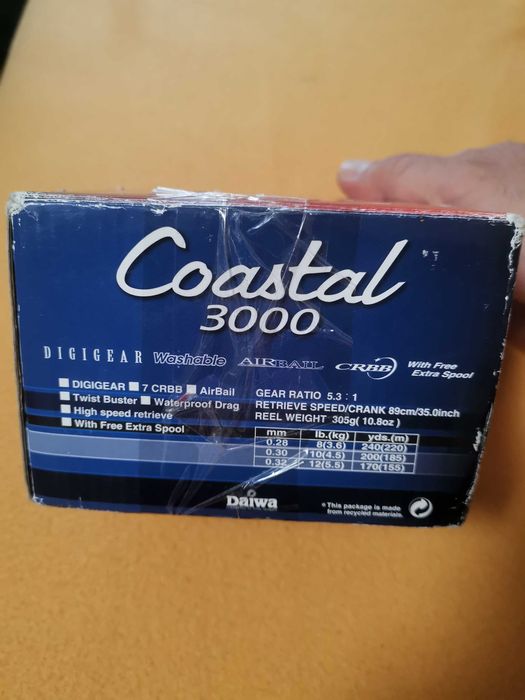 Coastal
3000
DIGIGEAR Washable AIRBAIL CRBB With Free
Extra Spool
DIGIGEAR 7 CRBB AirBail
Twist Buster Waterproof Drag
High speed retrieve
With Free Extra Spool
GEAR RATIO 5.3 : 1
RETRIEVE SPEED/CRANK 89cm/35.0inch
REEL WEIGHT 305g( 10.8oz )
mm lb.(kg) yds.(m)
0.28 8(3.6) 240(220)
0.30 10(4.5) 200(185)
0.32 12(5.5) 170(155)
Daiwa
* This package is made
from recycled materials.